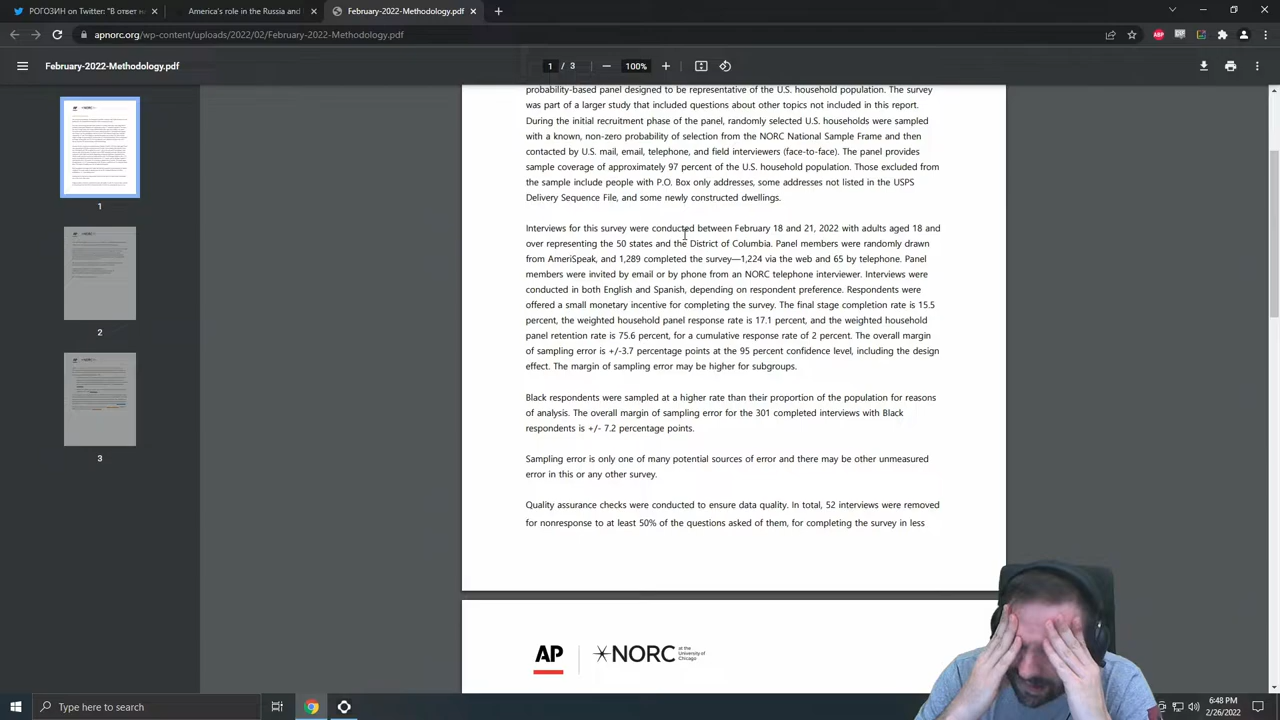 РОГОЗИН on Twitter: "В ответ на
America's role in the Russia and
February-2022-Methodology.pdf
apnorc.org/wp-content/uploads/2022/02/February-2022-Methodology.pdf
ABP
February-2022-Methodology.pdf
1 / 3
100%
probability-based panel designed to be representative of the U.S. household population. The survey
was part of a larger study that included questions about other topics not included in this report.
During the initial recruitment phase of the panel, randomly selected U.S. households were sampled
with a known, non-zero probability of selection from the NORC National Sample Frame and then
contacted by U.S. mail, email, telephone, and field interviewers (face-to-face). The panel provides
sample coverage of approximately 97 percent of the U.S. household population. Those excluded from
the sample include people with P.O. Box only addresses, some addresses not listed in the USPS
Delivery Sequence File, and some newly constructed dwellings.
Interviews for this survey were conducted between February 18 and 21, 2022 with adults aged 18 and
over representing the 50 states and the District of Columbia. Panel members were randomly drawn
from AmeriSpeak, and 1,289 completed the survey—1,224 via the web and 65 by telephone. Panel
members were invited by email or by phone from an NORC telephone interviewer. Interviews were
conducted in both English and Spanish, depending on respondent preference. Respondents were
offered a small monetary incentive for completing the survey. The final stage completion rate is 15.5
percent, the weighted household panel response rate is 17.1 percent, and the weighted household
panel retention rate is 75.6 percent, for a cumulative response rate of 2 percent. The overall margin
of sampling error is +/-3.7 percentage points at the 95 percent confidence level, including the design
effect. The margin of sampling error may be higher for subgroups.
Black respondents were sampled at a higher rate than their proportion of the population for reasons
of analysis. The overall margin of sampling error for the 301 completed interviews with Black
respondents is +/- 7.2 percentage points.
Sampling error is only one of many potential sources of error and there may be other unmeasured
error in this or any other survey.
Quality assurance checks were conducted to ensure data quality. In total, 52 interviews were removed
for nonresponse to at least 50% of the questions asked of them, for completing the survey in less
1
2
3
AP
NORC
at the
University of
Chicago
Type here to search
6:48 PM
2/26/2022